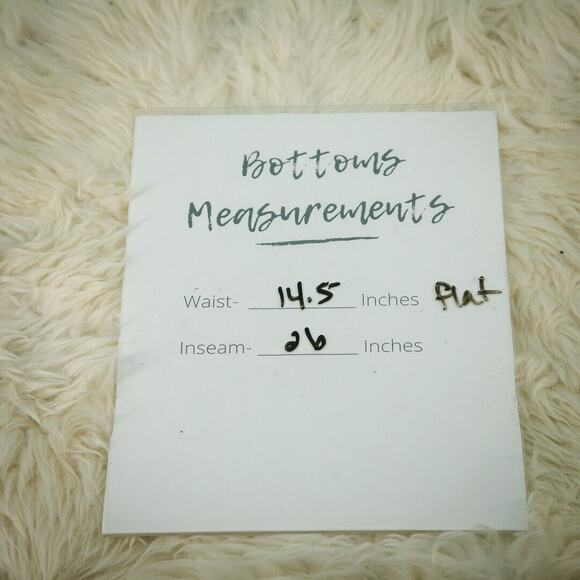 Bottoms
Measurements
Waist- 14.5 Inches flat
Inseam- 26 Inches